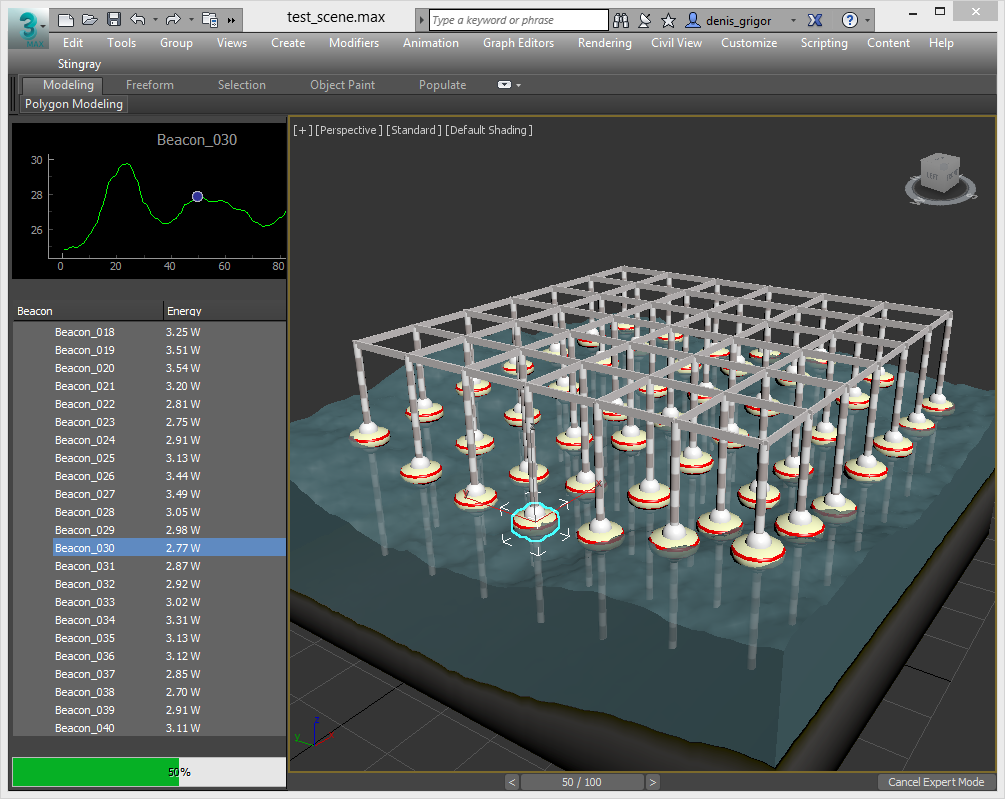 3
MAX
test_scene.max
Type a keyword or phrase
denis_grigor
Edit Tools Group Views Create Modifiers Animation Graph Editors Rendering Civil View Customize Scripting Content Help
Stingray
Modeling Freeform Selection Object Paint Populate
Polygon Modeling
Beacon_030
30
28
26
0 20 40 60 80
[+] [Perspective] [Standard] [Default Shading]
LEFT
Beacon Energy
Beacon_018 3.25 W
Beacon_019 3.51 W
Beacon_020 3.54 W
Beacon_021 3.20 W
Beacon_022 2.81 W
Beacon_023 2.75 W
Beacon_024 2.91 W
Beacon_025 3.13 W
Beacon_026 3.44 W
Beacon_027 3.49 W
Beacon_028 3.05 W
Beacon_029 2.98 W
Beacon_030 2.77 W
Beacon_031 2.87 W
Beacon_032 2.92 W
Beacon_033 3.02 W
Beacon_034 3.31 W
Beacon_035 3.13 W
Beacon_036 3.12 W
Beacon_037 2.85 W
Beacon_038 2.70 W
Beacon_039 2.91 W
Beacon_040 3.11 W
50%
z
y
< 50 / 100 >
Cancel Expert Mode